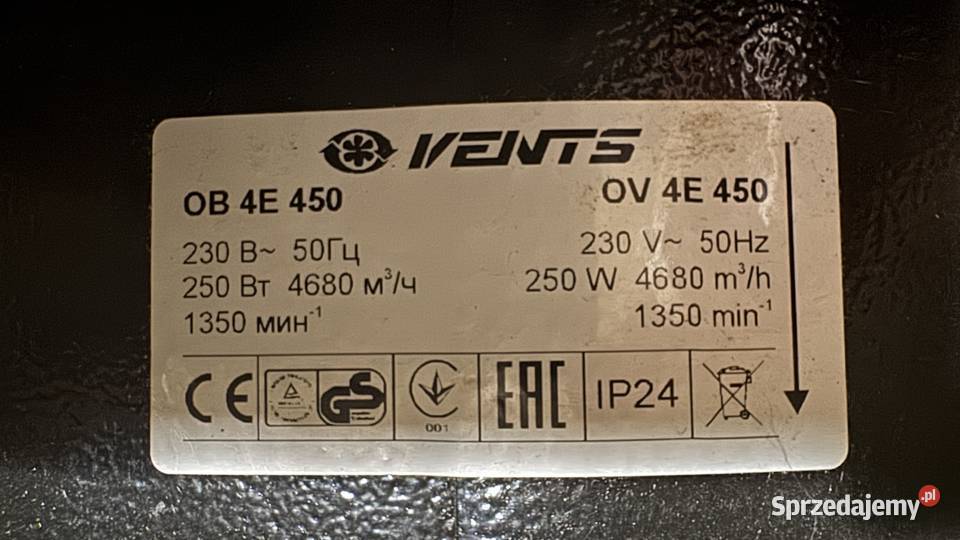 VENTS
OB 4E 450 OV 4E 450
230 В~ 50Гц 230 V~ 50Hz
250 Вт 4680 м³/ч 250 W 4680 m³/h
1350 мин⁻¹ 1350 min⁻¹
CE GS 001 EAC IP24
Sprzedajemy.pl